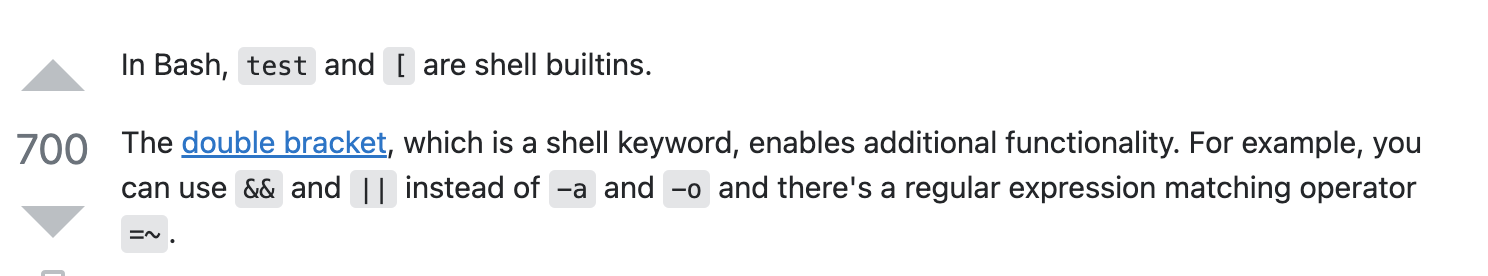 In Bash, test and [ are shell builtins.
700
The double bracket, which is a shell keyword, enables additional functionality. For example, you
can use && and || instead of -a and -o and there's a regular expression matching operator
=~.